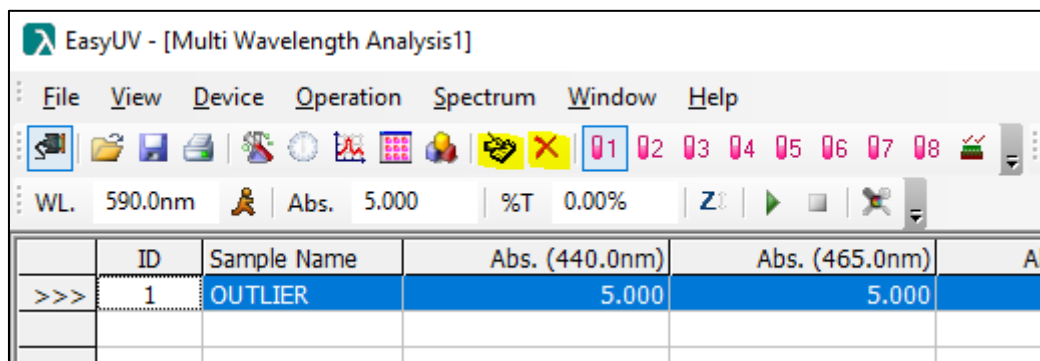 EasyUV - [Multi Wavelength Analysis1]
File View Device Operation Spectrum Window Help
1 2 3 4 5 6 7 8
WL. 590.0nm Abs. 5.000 %T 0.00% Z
ID Sample Name Abs. (440.0nm) Abs. (465.0nm) A
>>> 1 OUTLIER 5.000 5.000